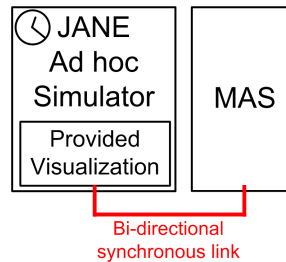 JANE
Ad hoc
Simulator
Provided
Visualization
MAS
Bi-directional
synchronous link